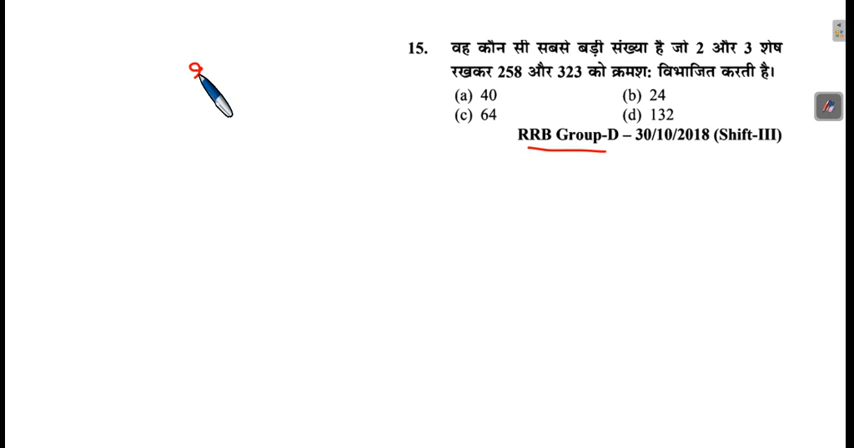 15. वह कौन सी सबसे बड़ी संख्या है जो 2 और 3 शेष
रखकर 258 और 323 को क्रमश: विभाजित करती है।
(a) 40 (b) 24
(c) 64 (d) 132
RRB Group-D – 30/10/2018 (Shift-III)